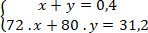 x + y = 0,4
72 . x + 80 . y = 31,2